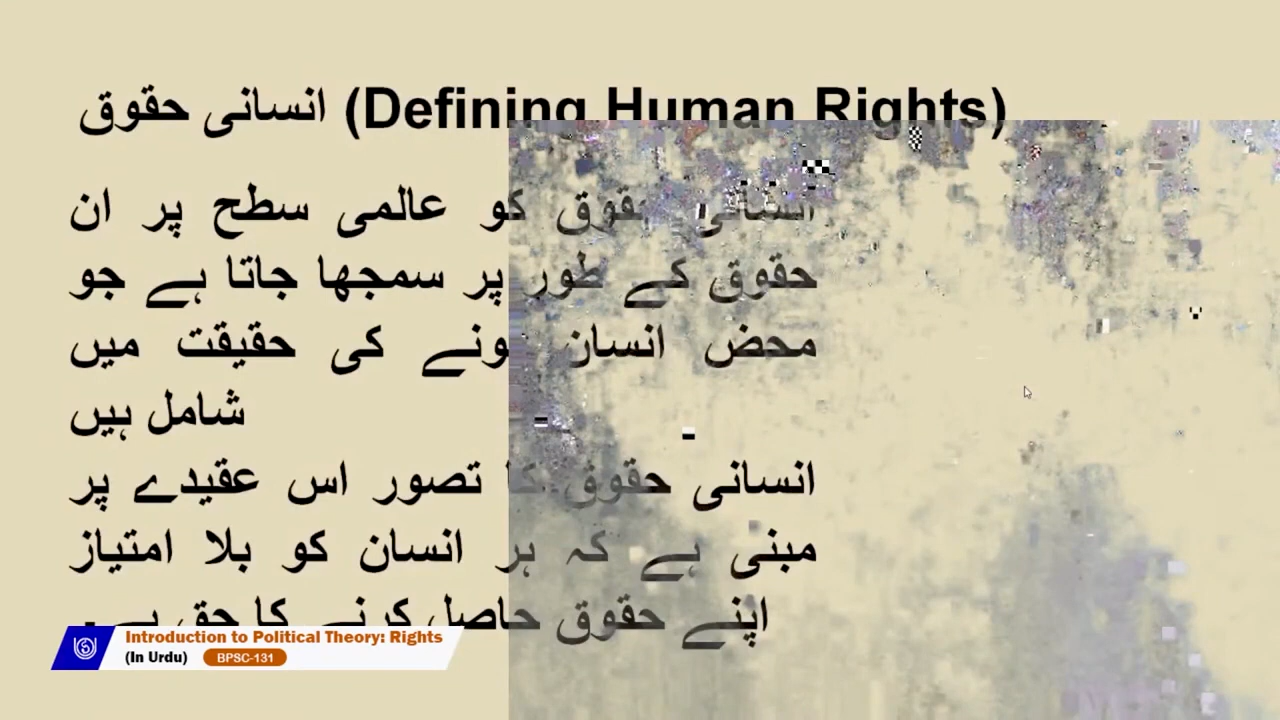 انسانی حقوق (Defining Human Rights)
انسانی حقوق کو عالمی سطح پر ان
حقوق کے طور پر سمجھا جاتا ہے جو
محض انسان ہونے کی حقیقت میں
شامل ہیں
انسانی حقوق کا تصور اس عقیدے پر
مبنی ہے کہ ہر انسان کو بلا امتیاز
اپنے حقوق حاصل کرنے کا حق ہے۔
Introduction to Political Theory: Rights
(In Urdu) BPSC-131